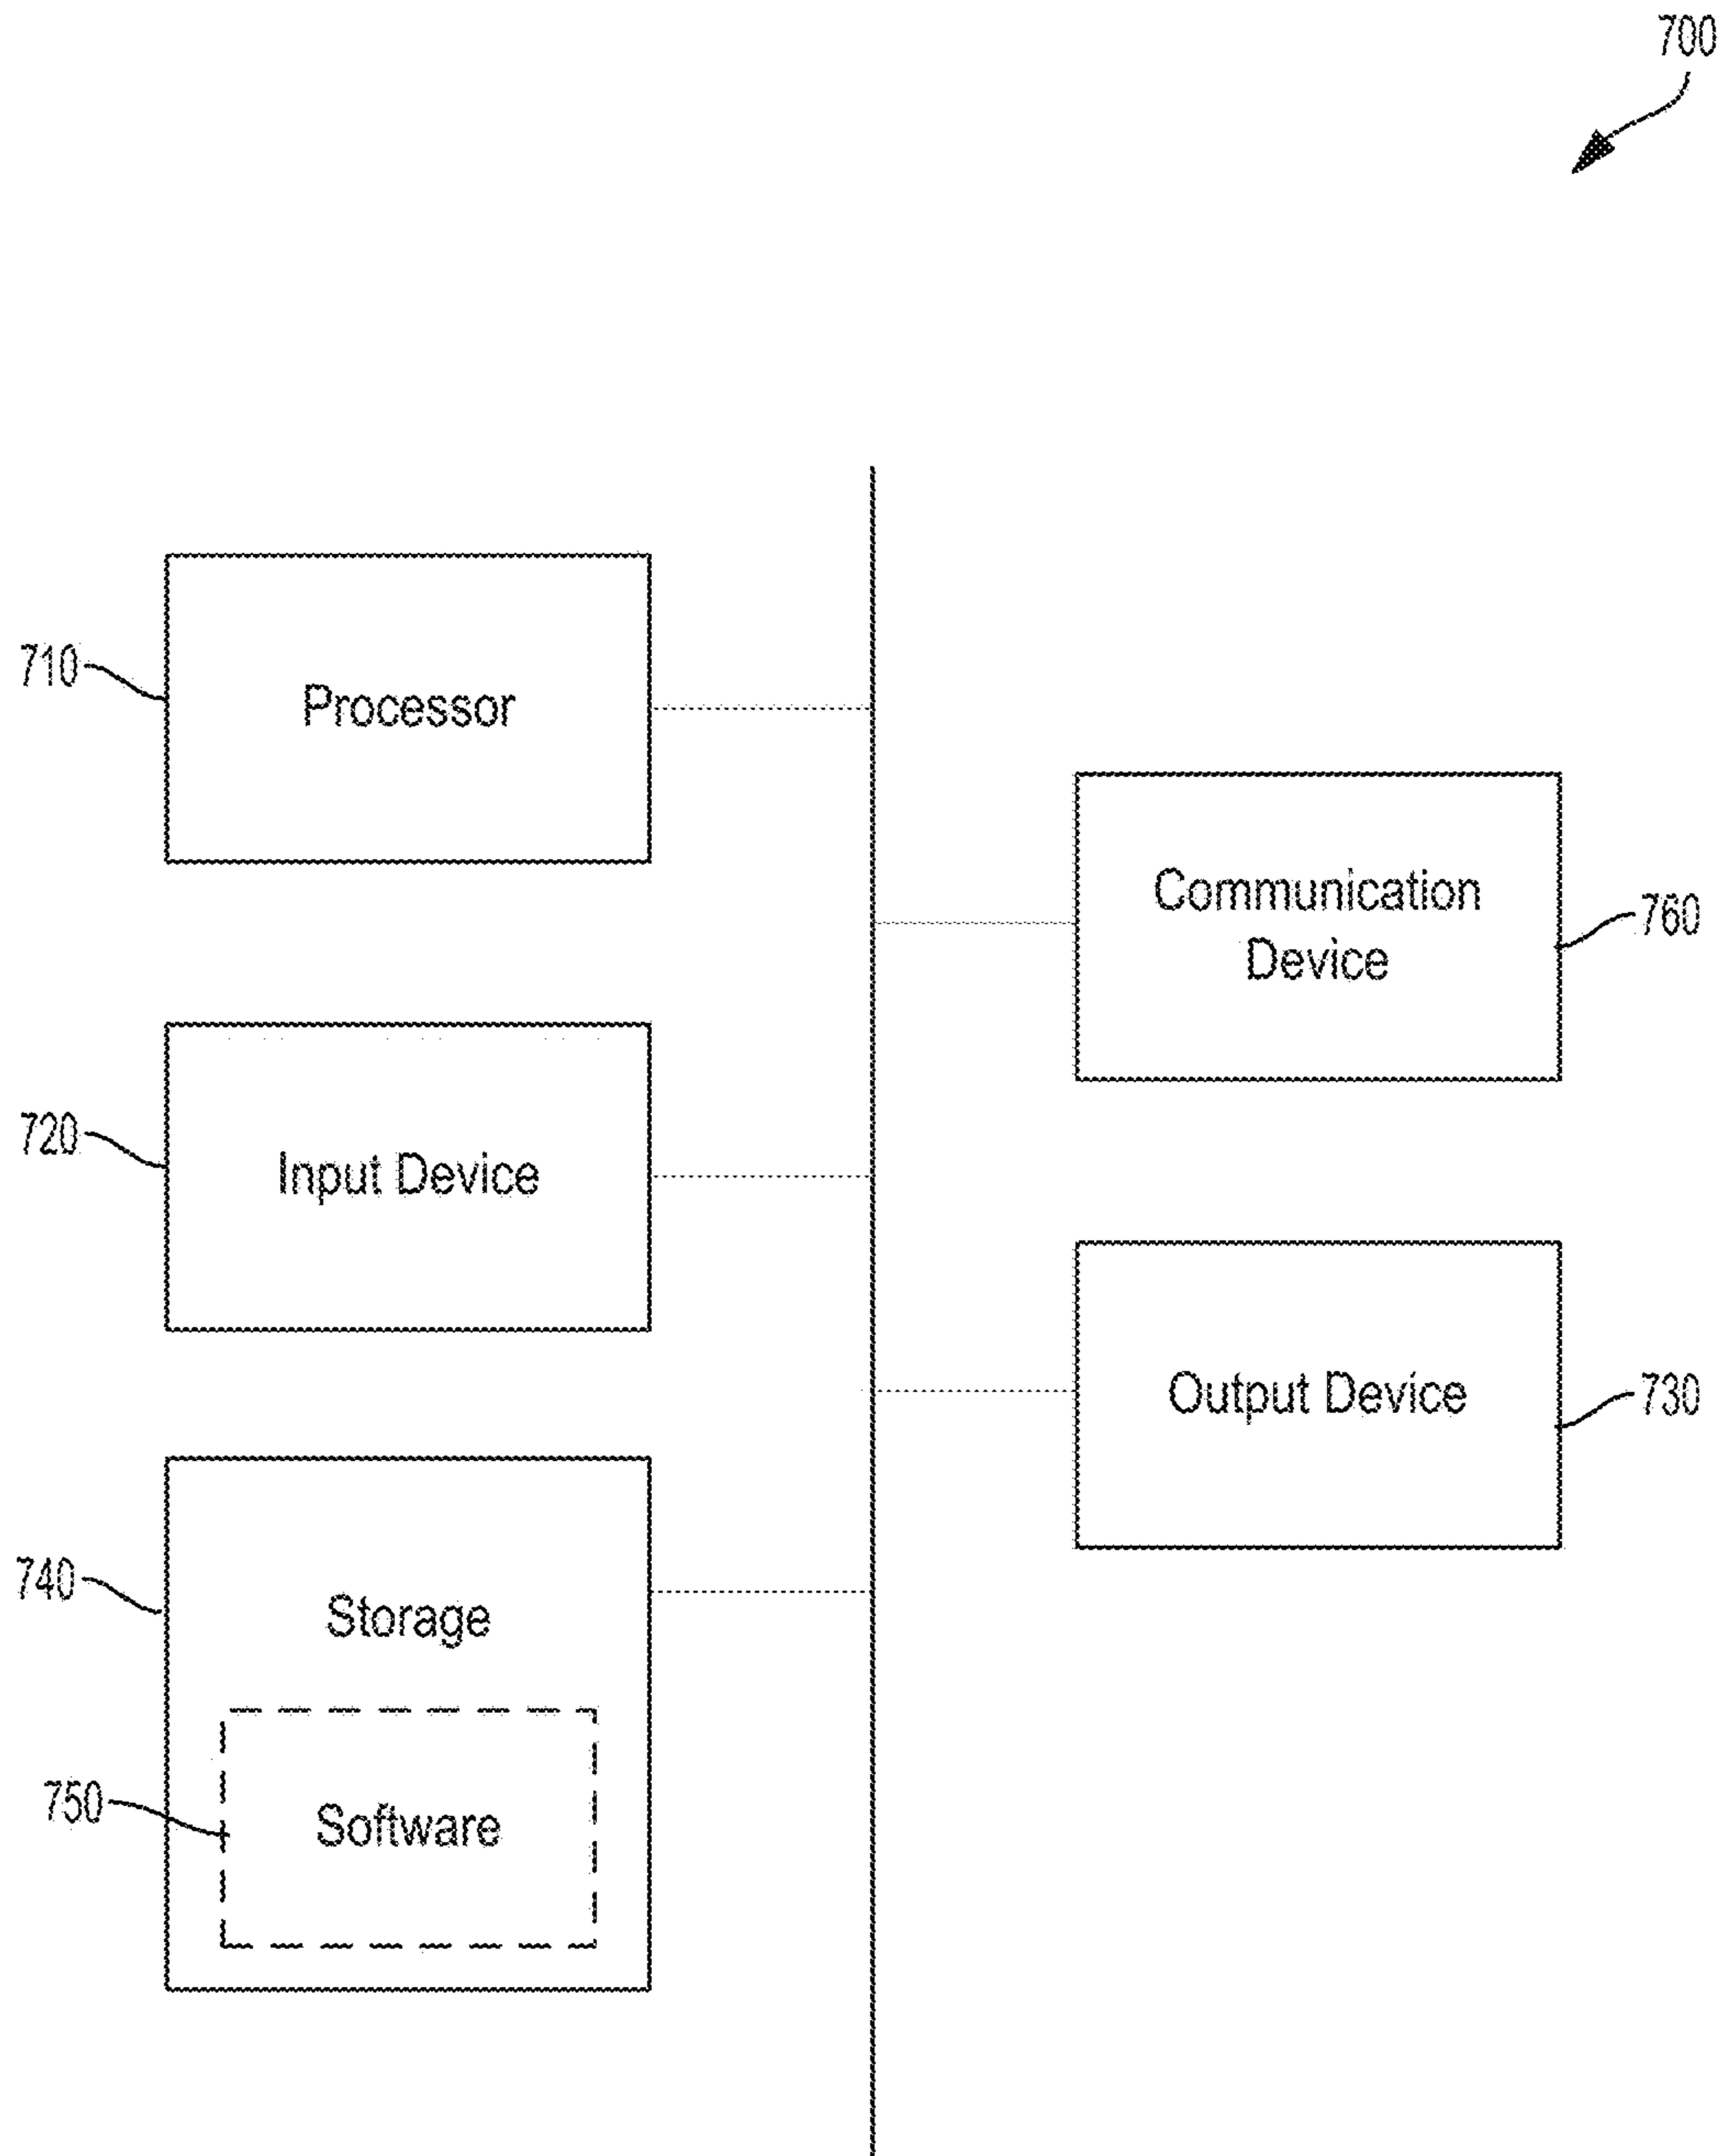 700
710
Processor
Communication
Device
760
720
Input Device
Output Device
730
740
Storage
750
Software